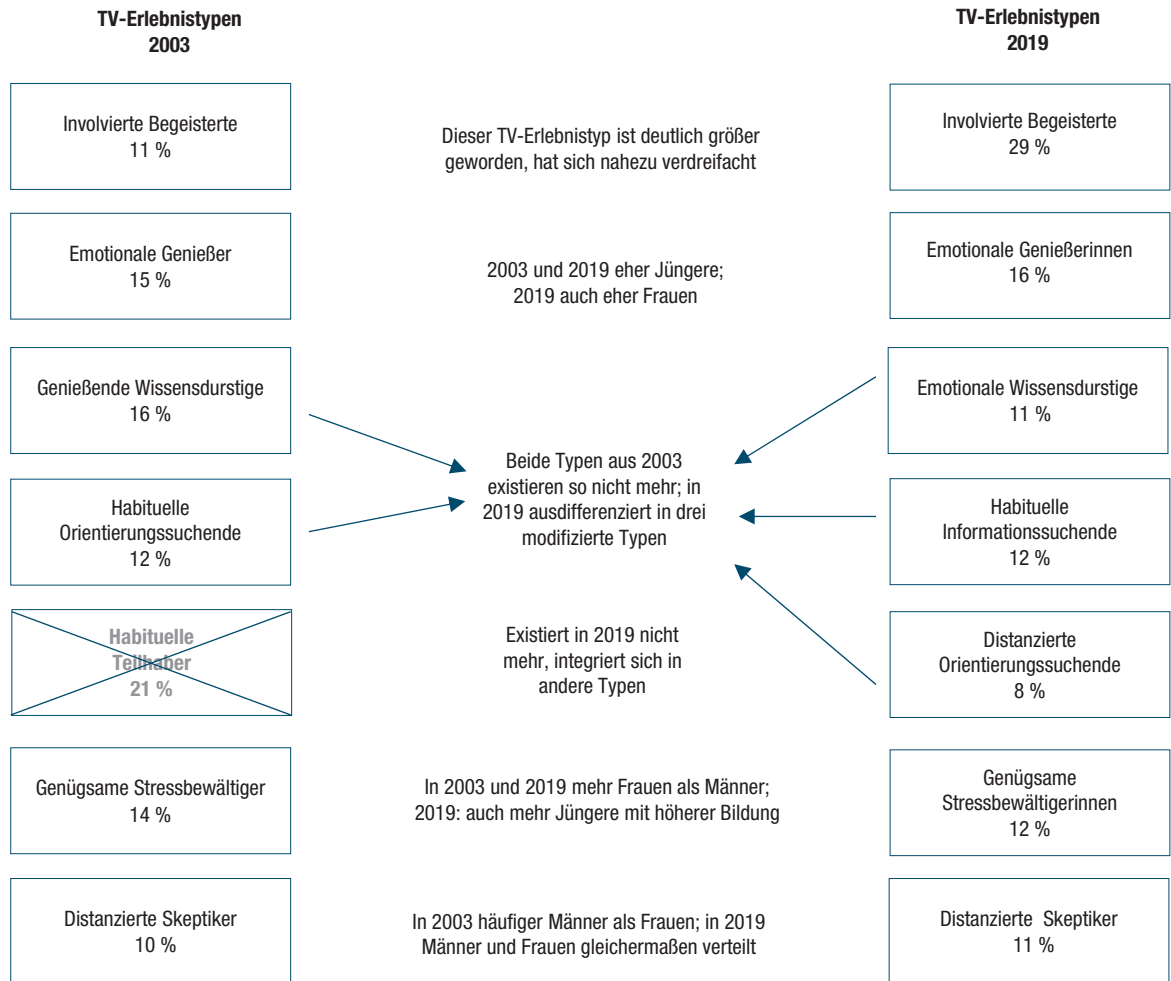 TV-Erlebnistypen
2003
TV-Erlebnistypen
2019
Involvierte Begeisterte
11 %
Dieser TV-Erlebnistyp ist deutlich größer
geworden, hat sich nahezu verdreifacht
Involvierte Begeisterte
29 %
Emotionale Genießer
15 %
2003 und 2019 eher Jüngere;
2019 auch eher Frauen
Emotionale Genießerinnen
16 %
Genießende Wissensdurstige
16 %
Habituelle
Orientierungssuchende
12 %
Beide Typen aus 2003
existieren so nicht mehr; in
2019 ausdifferenziert in drei
modifizierte Typen
Emotionale Wissensdurstige
11 %
Habituelle
Informationssuchende
12 %
Habituelle
Teilhaber
21 %
Existiert in 2019 nicht
mehr, integriert sich in
andere Typen
Distanzierte
Orientierungssuchende
8 %
Genügsame Stressbewältiger
14 %
In 2003 und 2019 mehr Frauen als Männer;
2019: auch mehr Jüngere mit höherer Bildung
Genügsame
Stressbewältigerinnen
12 %
Distanzierte Skeptiker
10 %
In 2003 häufiger Männer als Frauen; in 2019
Männer und Frauen gleichermaßen verteilt
Distanzierte Skeptiker
11 %